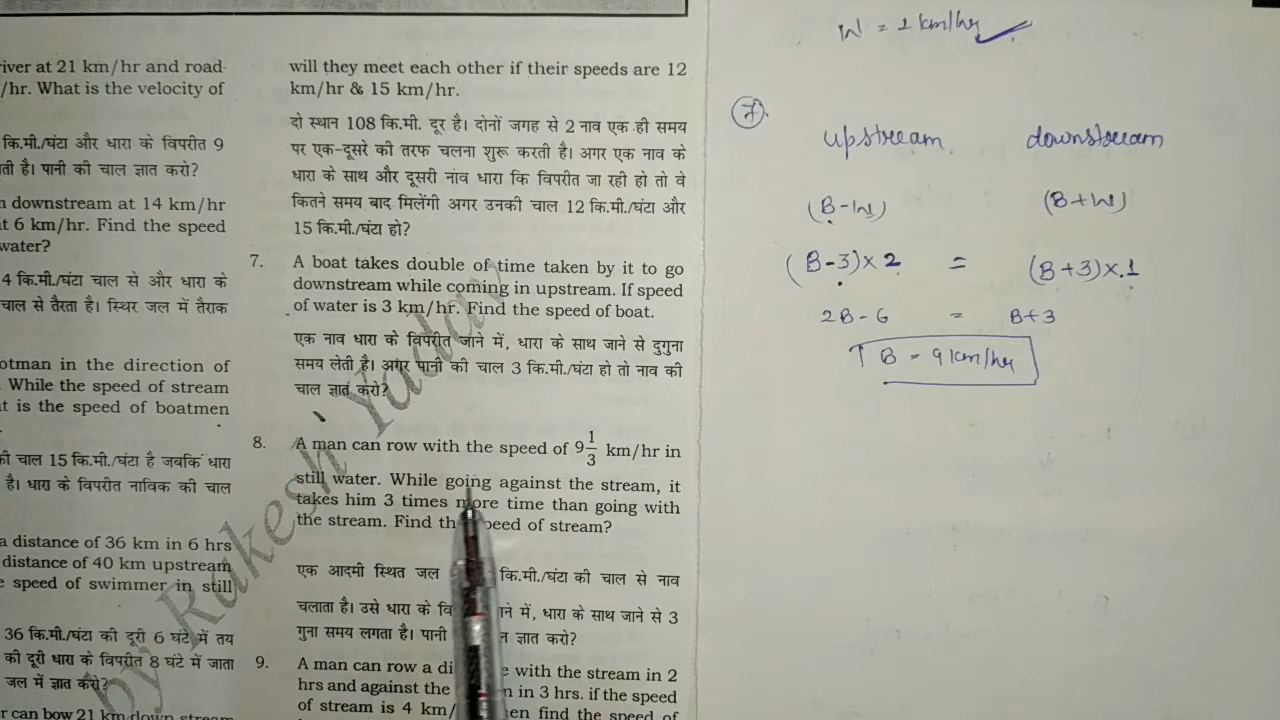 iver at 21 km/hr and road
/hr. What is the velocity of
कि.मी./घंटा और धारा के विपरीत 9
ती है। पानी की चाल ज्ञात करो?
n downstream at 14 km/hr
t 6 km/hr. Find the speed
water?
4 कि.मी./घंटा चाल से और धारा के
चाल से तैरता है। स्थिर जल में तैराक
otman in the direction of
While the speed of stream
t is the speed of boatmen
की चाल 15 कि.मी./घंटा है जबकि धारा
है। धारा के विपरीत नाविक की चाल
a distance of 36 km in 6 hrs
distance of 40 km upstream
e speed of swimmer in still
36 कि.मी./घंटा की दूरी 6 घंटे में तय
की दूरी धारा के विपरीत 8 घंटे में जाता
जल में ज्ञात करो?
r can bow 21 km down stream
will they meet each other if their speeds are 12
km/hr & 15 km/hr.
दो स्थान 108 कि.मी. दूर है। दोनों जगह से 2 नाव एक ही समय
पर एक-दूसरे की तरफ चलना शुरू करती है। अगर एक नाव के
धारा के साथ और दूसरी नांव धारा कि विपरीत जा रही हो तो वे
कितने समय बाद मिलेंगी अगर उनकी चाल 12 कि.मी./घंटा और
15 कि.मी./घंटा हो?
7. A boat takes double of time taken by it to go
downstream while coming in upstream. If speed
of water is 3 km/hr. Find the speed of boat.
एक नाव धारा के विपरीत जाने में, धारा के साथ जाने से दुगुना
समय लेती है। अगर पानी की चाल 3 कि.मी./घंटा हो तो नाव की
चाल ज्ञात करो?
8. A man can row with the speed of 9 1/3 km/hr in
still water. While going against the stream, it
takes him 3 times more time than going with
the stream. Find the speed of stream?
एक आदमी स्थित जल कि.मी./घंटा की चाल से नाव
चलाता है। उसे धारा के में, धारा के साथ जाने से 3
गुना समय लगता है। पानी ज्ञात करो?
9. A man can row a with the stream in 2
hrs and against the in 3 hrs. if the speed
of stream is 4 km/ then find the speed of
by Rakesh Yadav
W = 1 km/hr
7.
upstream downstream
(B-W) (B+W)
(B-3)×2 = (B+3)×1
2B-6 = B+3
B = 9 km/hr